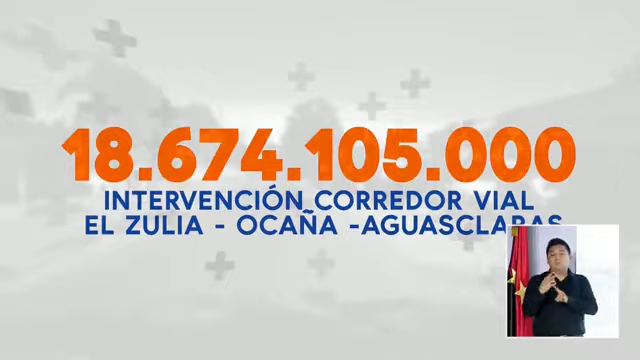 18.674.105.000
INTERVENCIÓN CORREDOR VIAL
EL ZULIA - OCAÑA -AGUASCLARAS